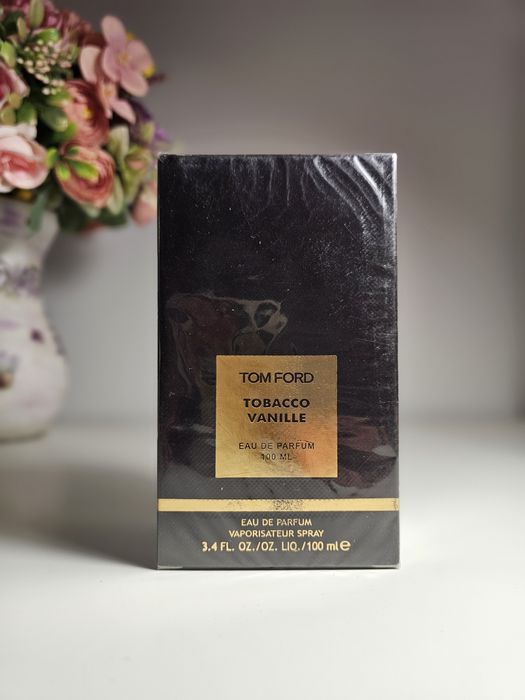 TOM FORD
TOBACCO
VANILLE
EAU DE PARFUM
100 ML
EAU DE PARFUM
VAPORISATEUR SPRAY
3.4 FL. OZ./OZ. LIQ./100 ml e